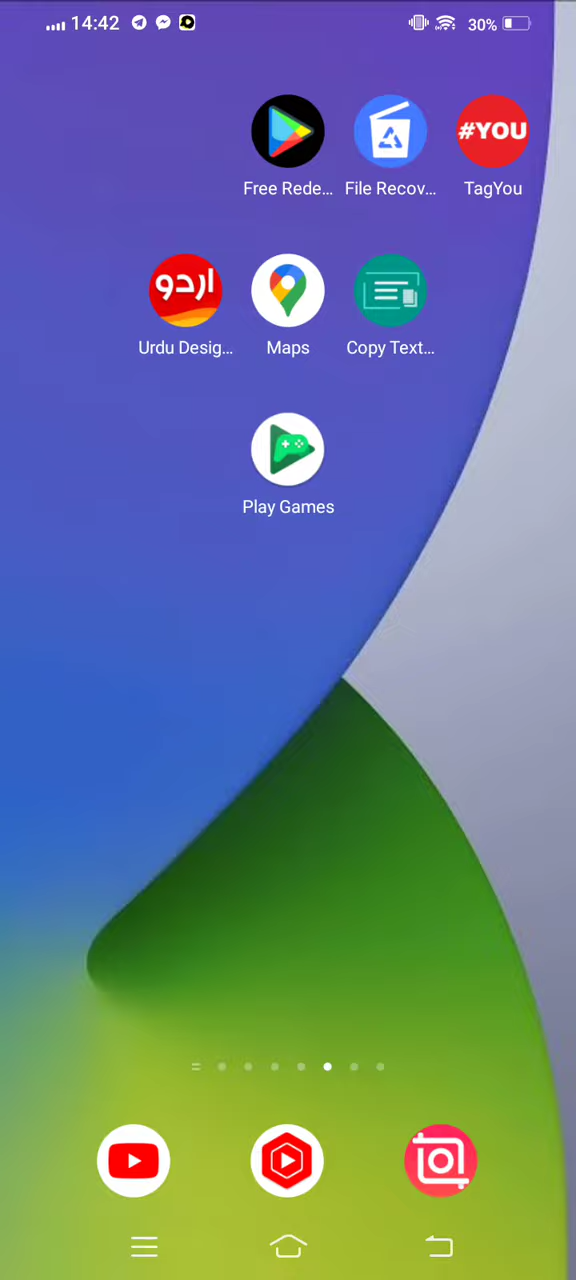 14:42
30%
#YOU
Free Rede...
File Recov...
TagYou
اردو
Urdu Desig...
Maps
Copy Text...
Play Games